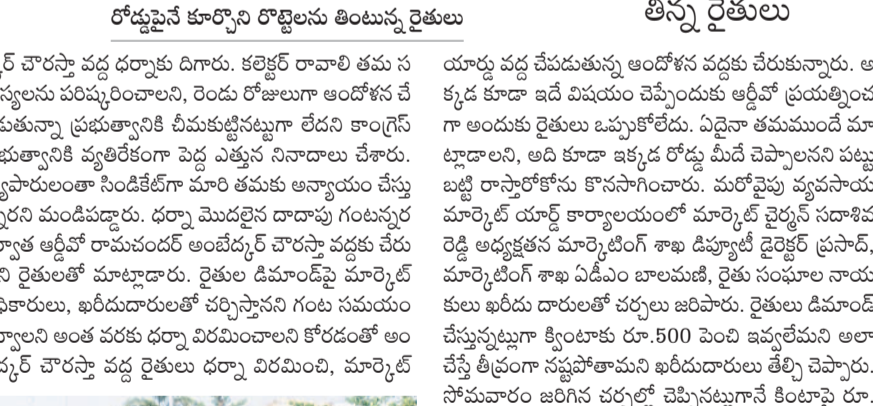 రోడ్డుపైనే కూర్చొని రొట్టెలను తింటున్న రైతులు
ర్ చౌరస్తా వద్ద ధర్నాకు దిగారు. కలెక్టర్ రావాలి తమ స
స్యలను పరిష్కరించాలని, రెండు రోజులుగా ఆందోళన చే
డుతున్నా ప్రభుత్వానికి చీమకుట్టినట్టుగా లేదని కాంగ్రెస్
భుత్వానికి వ్యతిరేకంగా పెద్ద ఎత్తున నినాదాలు చేశారు.
్యపారులంతా సిండికేట్‌గా మారి తమకు అన్యాయం చేస్తు
్నరని మండిపడ్డారు. ధర్నా మొదలైన దాదాపు గంటన్నర
ర్వాత ఆర్డీవో రామచందర్ అంబేద్కర్ చౌరస్తా వద్దకు చేరు
ని రైతులతో మాట్లాడారు. రైతుల డిమాండ్‌పై మార్కెట్
ధికారులు, ఖరీదుదారులతో చర్చిస్తానని గంట సమయం
వ్వాలని అంత వరకు ధర్నా విరమించాలని కోరడంతో అం
ద్కర్ చౌరస్తా వద్ద రైతులు ధర్నా విరమించి, మార్కెట్
తిన్న రైతులు
యార్డు వద్ద చేపడుతున్న ఆందోళన వద్దకు చేరుకున్నారు. అ
క్కడ కూడా ఇదే విషయం చెప్పేందుకు ఆర్డీవో ప్రయత్నించ
గా అందుకు రైతులు ఒప్పుకోలేదు. ఏదైనా తమముందే మా
ట్లాడాలని, అది కూడా ఇక్కడ రోడ్డు మీదే చెప్పాలనని పట్టు
బట్టి రాస్తారోకోను కొనసాగించారు. మరోవైపు వ్యవసాయ
మార్కెట్ యార్డ్ కార్యాలయంలో మార్కెట్ చైర్మన్ సదాశివ
రెడ్డి అధ్యక్షతన మార్కెటింగ్ శాఖ డిప్యూటీ డైరెక్టర్ ప్రసాద్,
మార్కెటింగ్ శాఖ ఏడీఎం బాలమణి, రైతు సంఘాల నాయ
కులు ఖరీదు దారులతో చర్చలు జరిపారు. రైతులు డిమాండ్
చేస్తున్నట్లుగా క్వింటాకు రూ.500 పెంచి ఇవ్వలేమని అలా
చేస్తే తీవ్రంగా నష్టపోతామని ఖరీదుదారులు తేల్చి చెప్పారు.
సోమవారం జరిగిన చర్చల్లో చెప్పినట్లుగానే కింటాపై రూ.